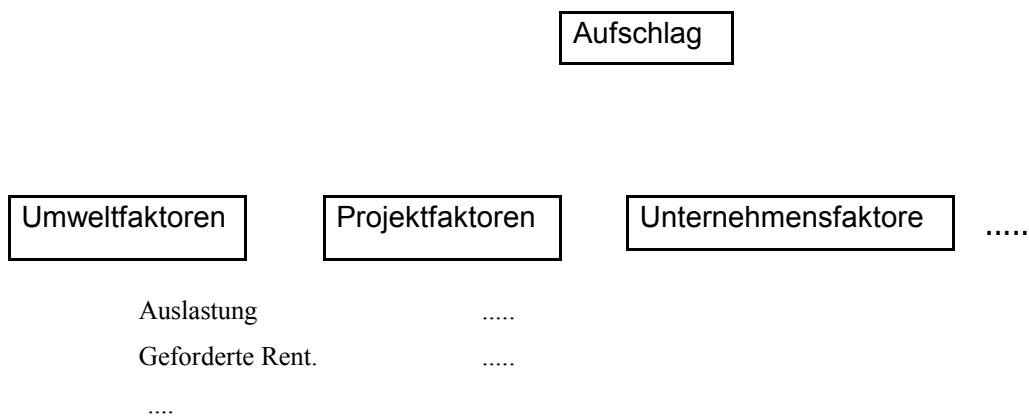 Aufschlag
Umweltfaktoren Projektfaktoren Unternehmensfaktore .....
Auslastung .....
Geforderte Rent. .....
....